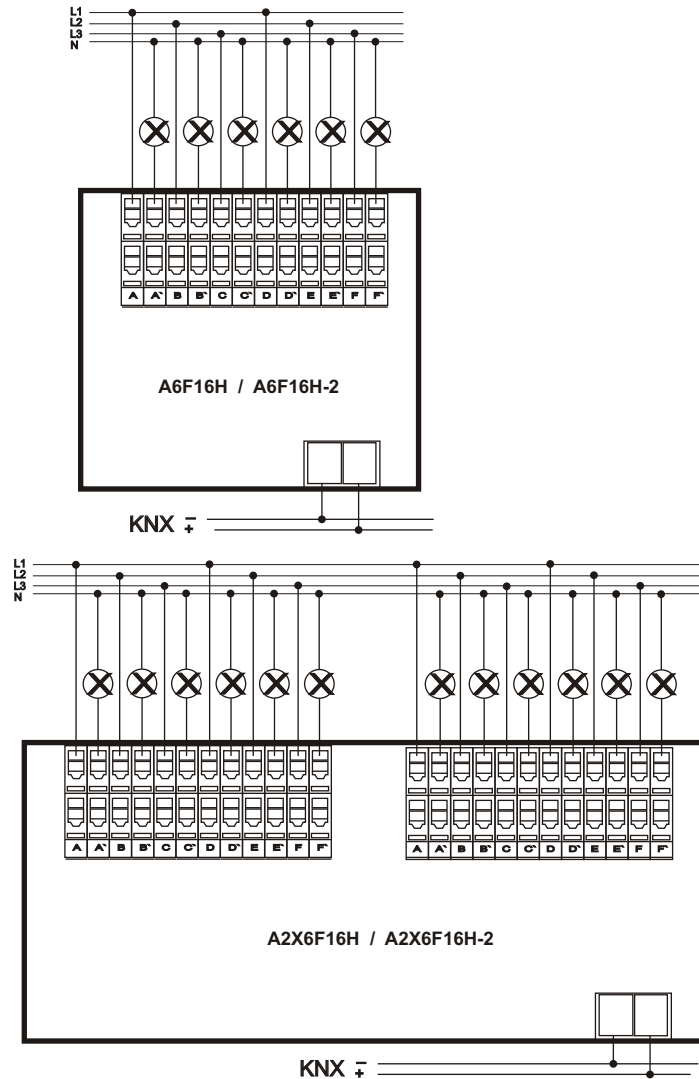 L1
L2
L3
N
A A` B B` C C` D D` E E` F F`
A6F16H / A6F16H-2
KNX − +
L1
L2
L3
N
A A` B B` C C` D D` E E` F F` A A` B B` C C` D D` E E` F F`
A2X6F16H / A2X6F16H-2
KNX − +